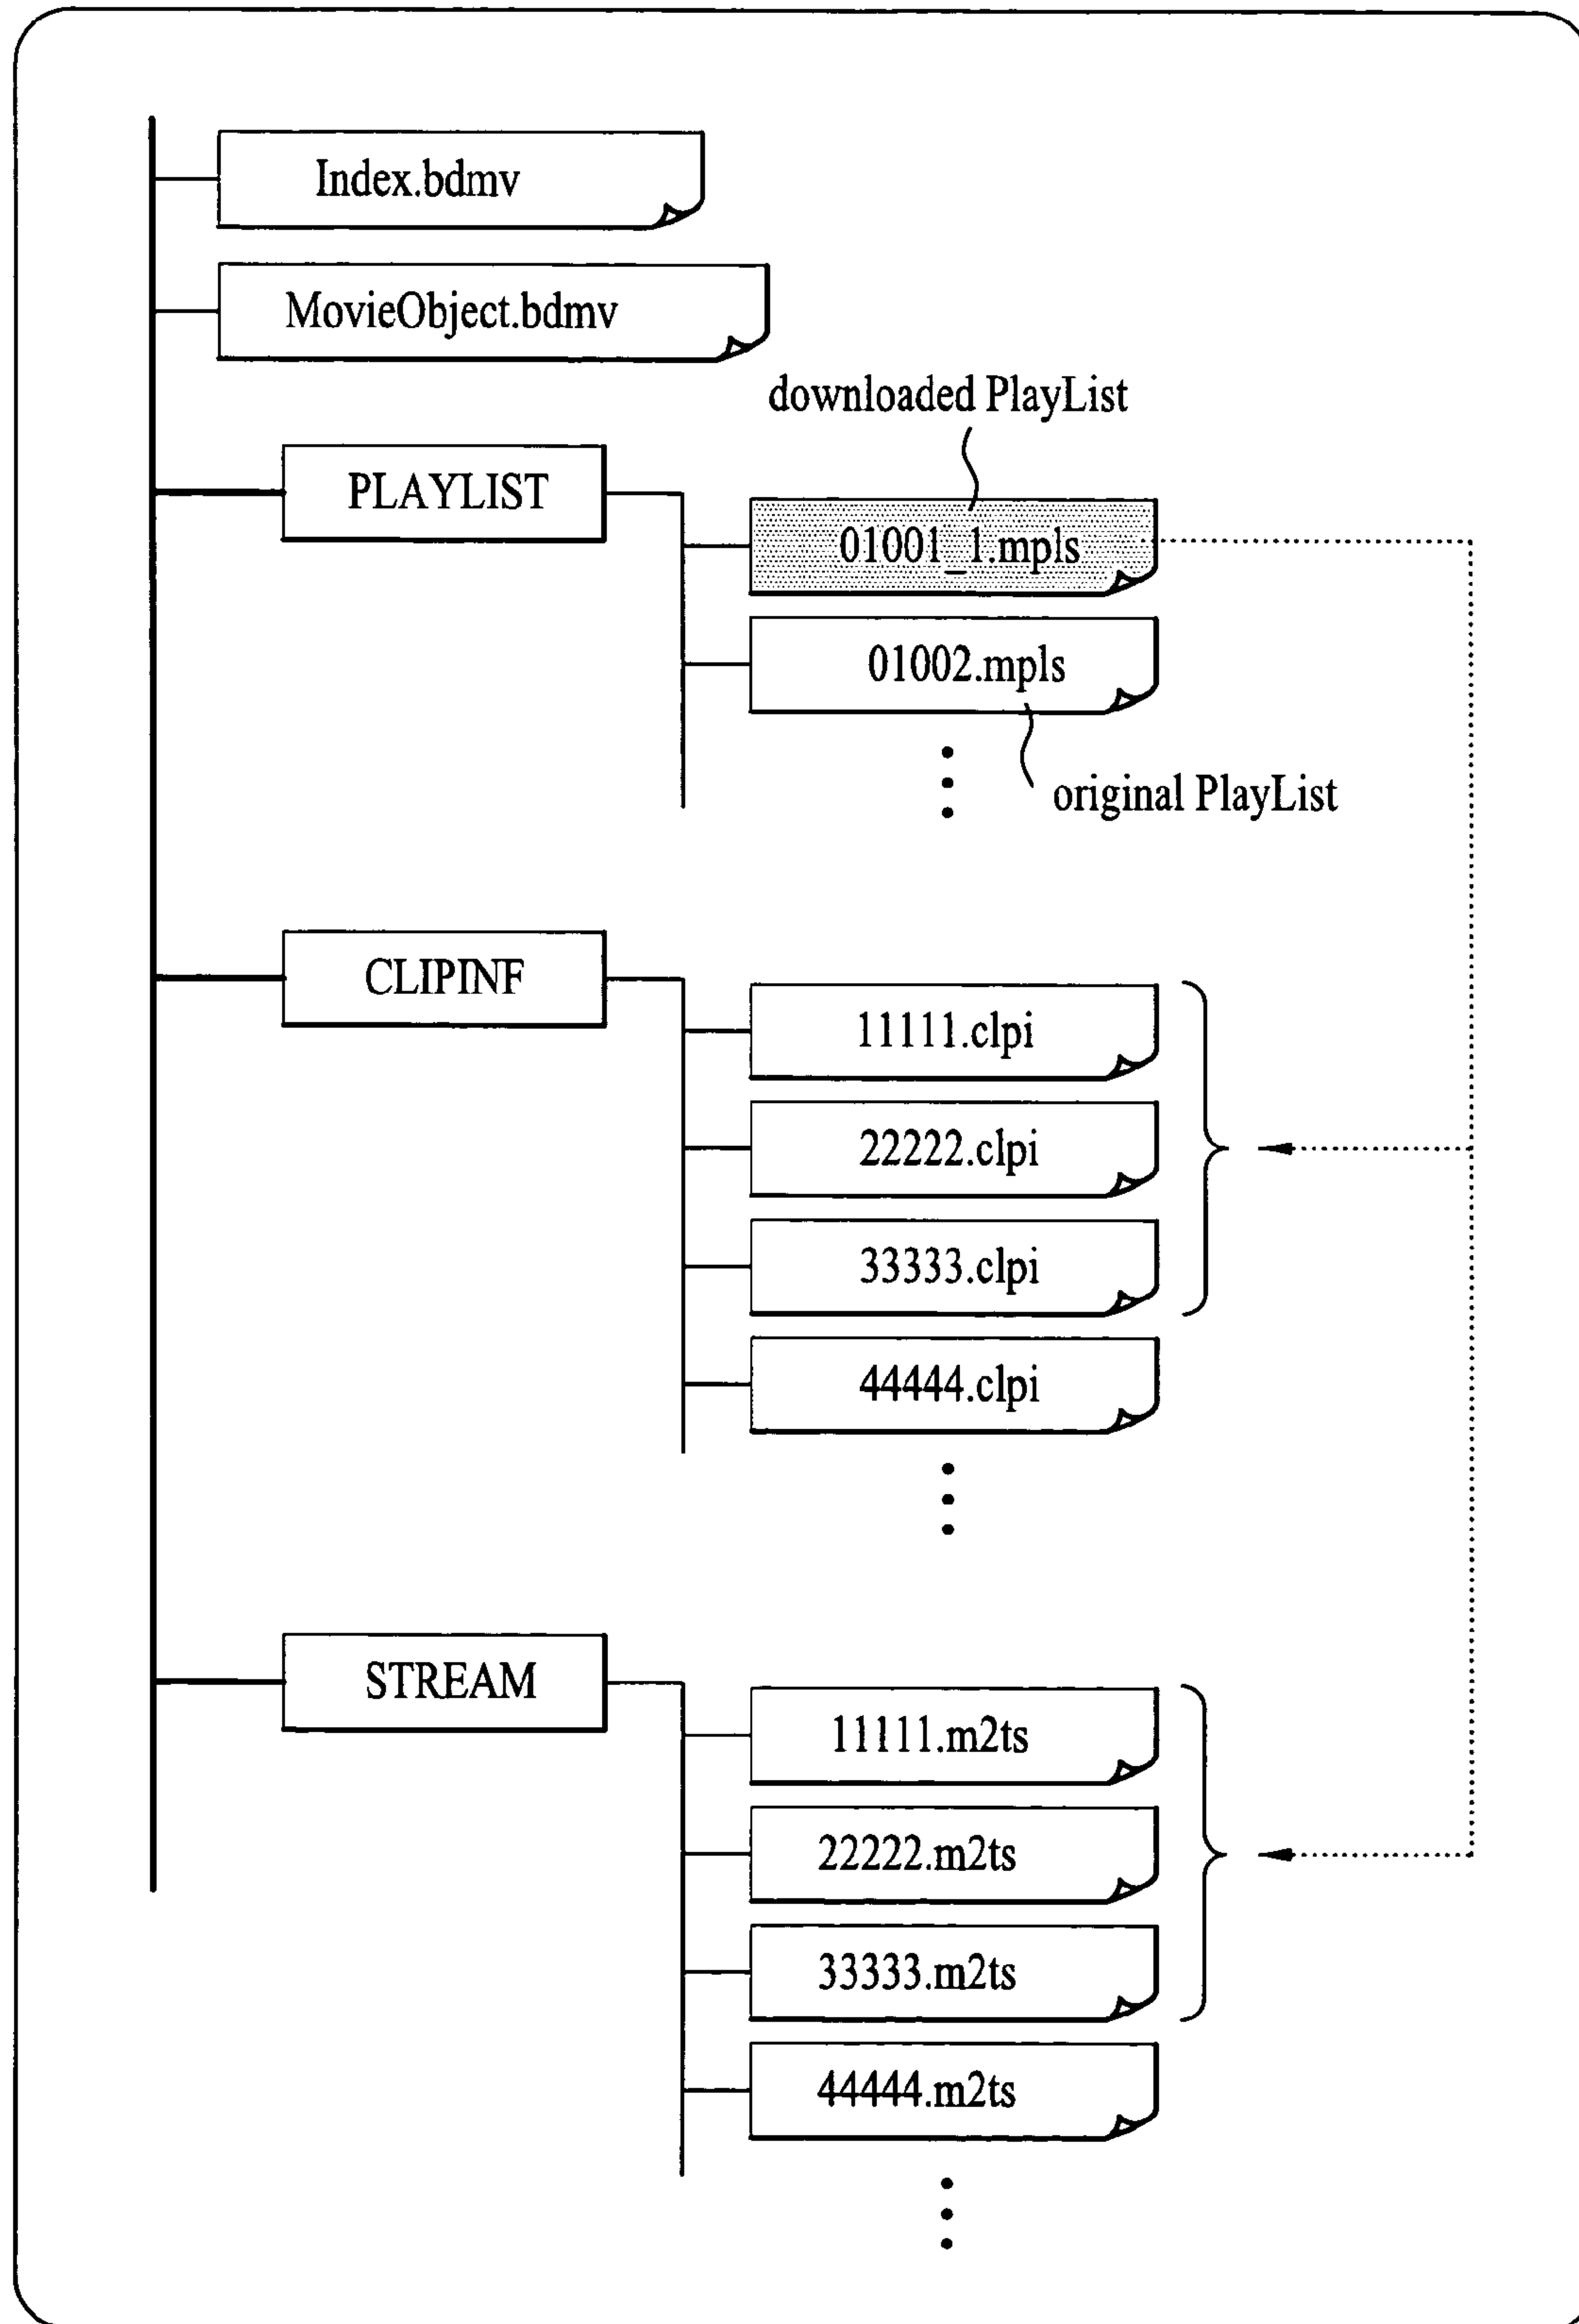 Index.bdmv
MovieObject.bdmv
downloaded PlayList
PLAYLIST
01001_1.mpls
01002.mpls
original PlayList
CLIPINF
11111.clpi
22222.clpi
33333.clpi
44444.clpi
STREAM
11111.m2ts
22222.m2ts
33333.m2ts
44444.m2ts